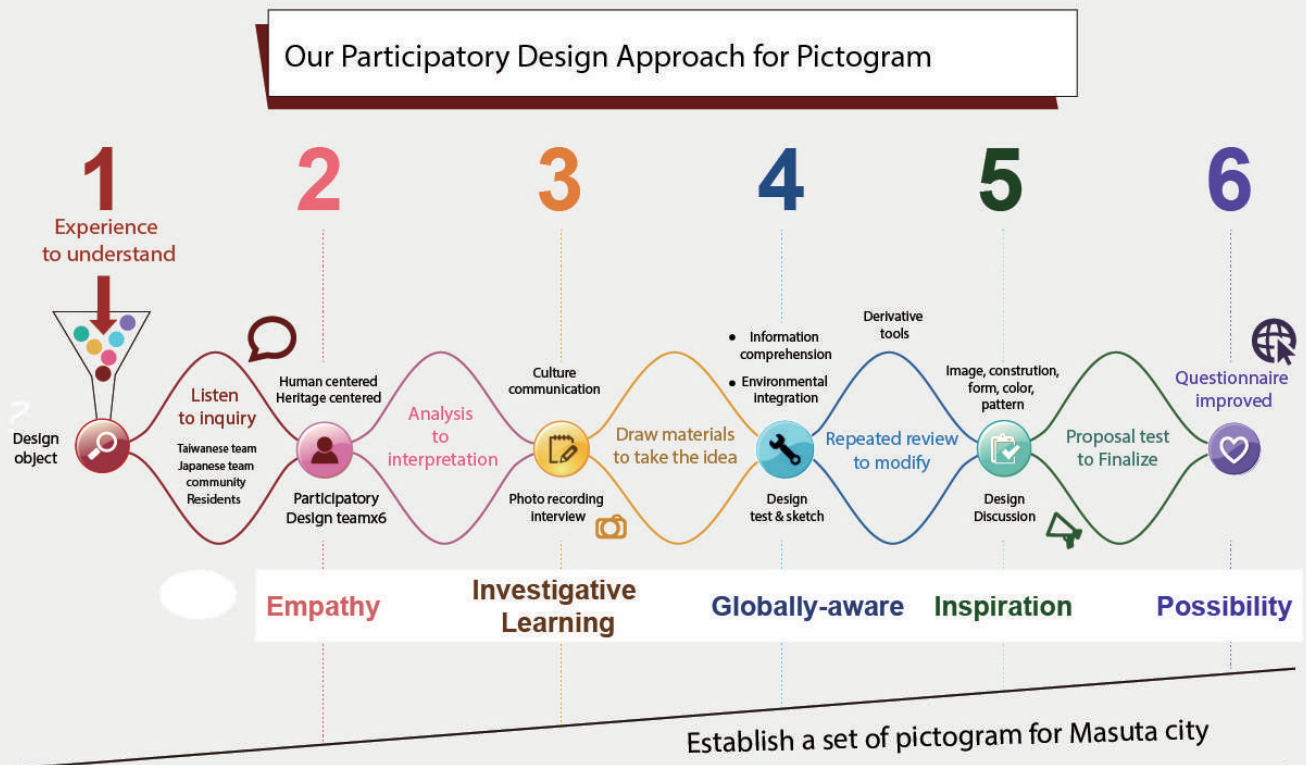 Our Participatory Design Approach for Pictogram
1
2
3
4
5
6
Experience
to understand
Design
object
Listen
to inquiry
Taiwanese team
Japanese team
community
Residents
Human centered
Heritage centered
Participatory
Design teamx6
Analysis
to
interpretation
Culture
communication
Photo recording
interview
Draw materials
to take the idea
• Information
comprehension
• Environmental
integration
Design
test & sketch
Derivative
tools
Repeated review
to modify
Image, constrution,
form, color,
pattern
Design
Discussion
Proposal test
to Finalize
Questionnaire
improved
Empathy
Investigative
Learning
Globally-aware
Inspiration
Possibility
Establish a set of pictogram for Masuta city